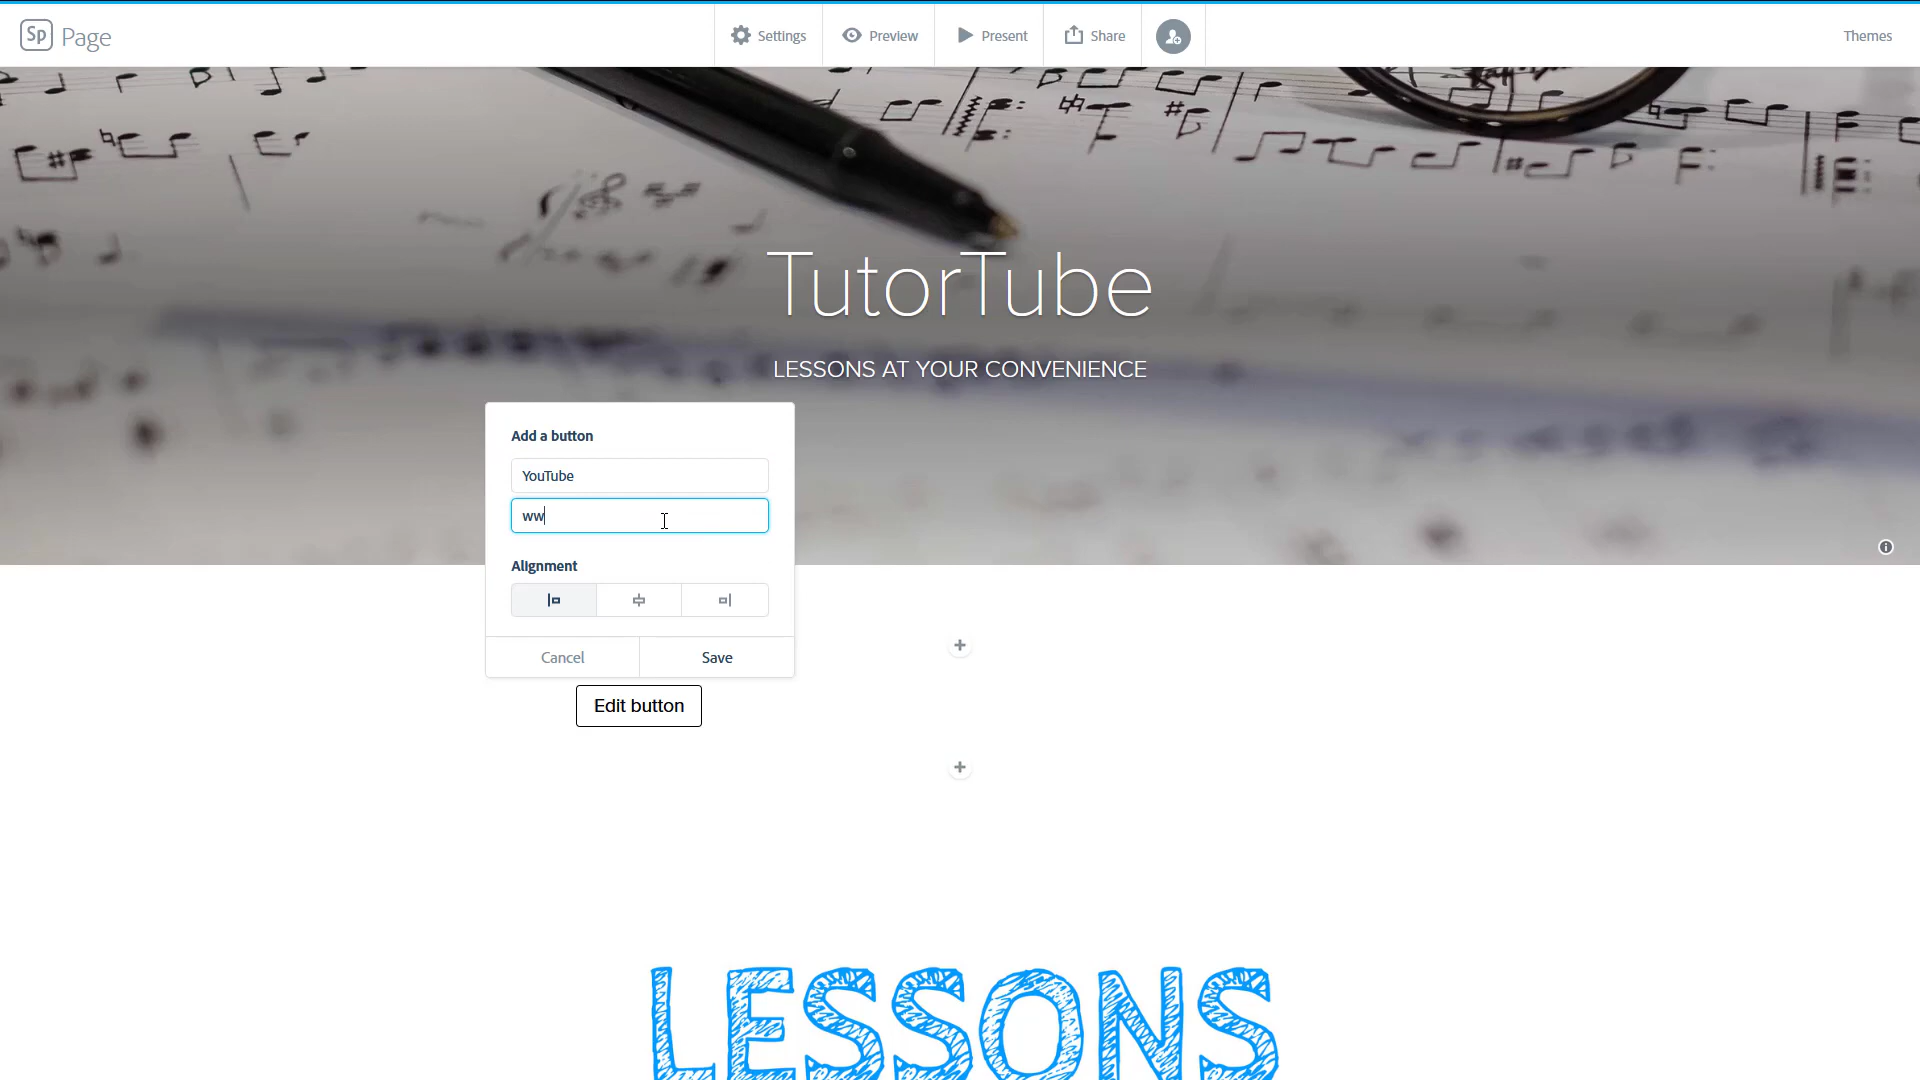 Sp Page
Settings
Preview
Present
Share
Themes
TutorTube
LESSONS AT YOUR CONVENIENCE
Add a button
YouTube
ww
Alignment
Cancel
Save
Edit button
LESSONS